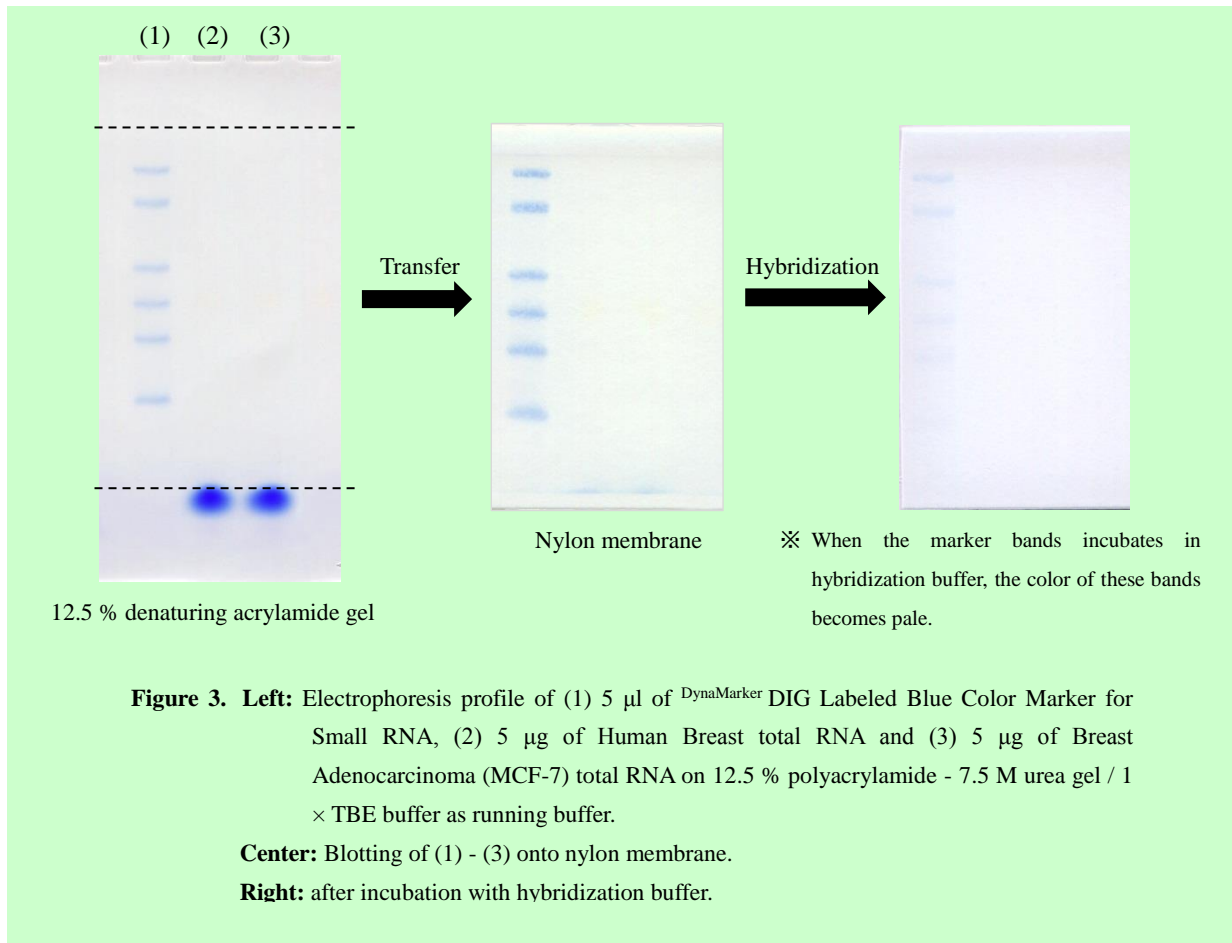 (1) (2) (3)
Transfer
Hybridization
Nylon membrane
12.5 % denaturing acrylamide gel
※ When the marker bands incubates in
hybridization buffer, the color of these bands
becomes pale.
Figure 3. Left: Electrophoresis profile of (1) 5 μl of DynaMarker DIG Labeled Blue Color Marker for
Small RNA, (2) 5 μg of Human Breast total RNA and (3) 5 μg of Breast
Adenocarcinoma (MCF-7) total RNA on 12.5 % polyacrylamide - 7.5 M urea gel / 1
× TBE buffer as running buffer.
Center: Blotting of (1) - (3) onto nylon membrane.
Right: after incubation with hybridization buffer.